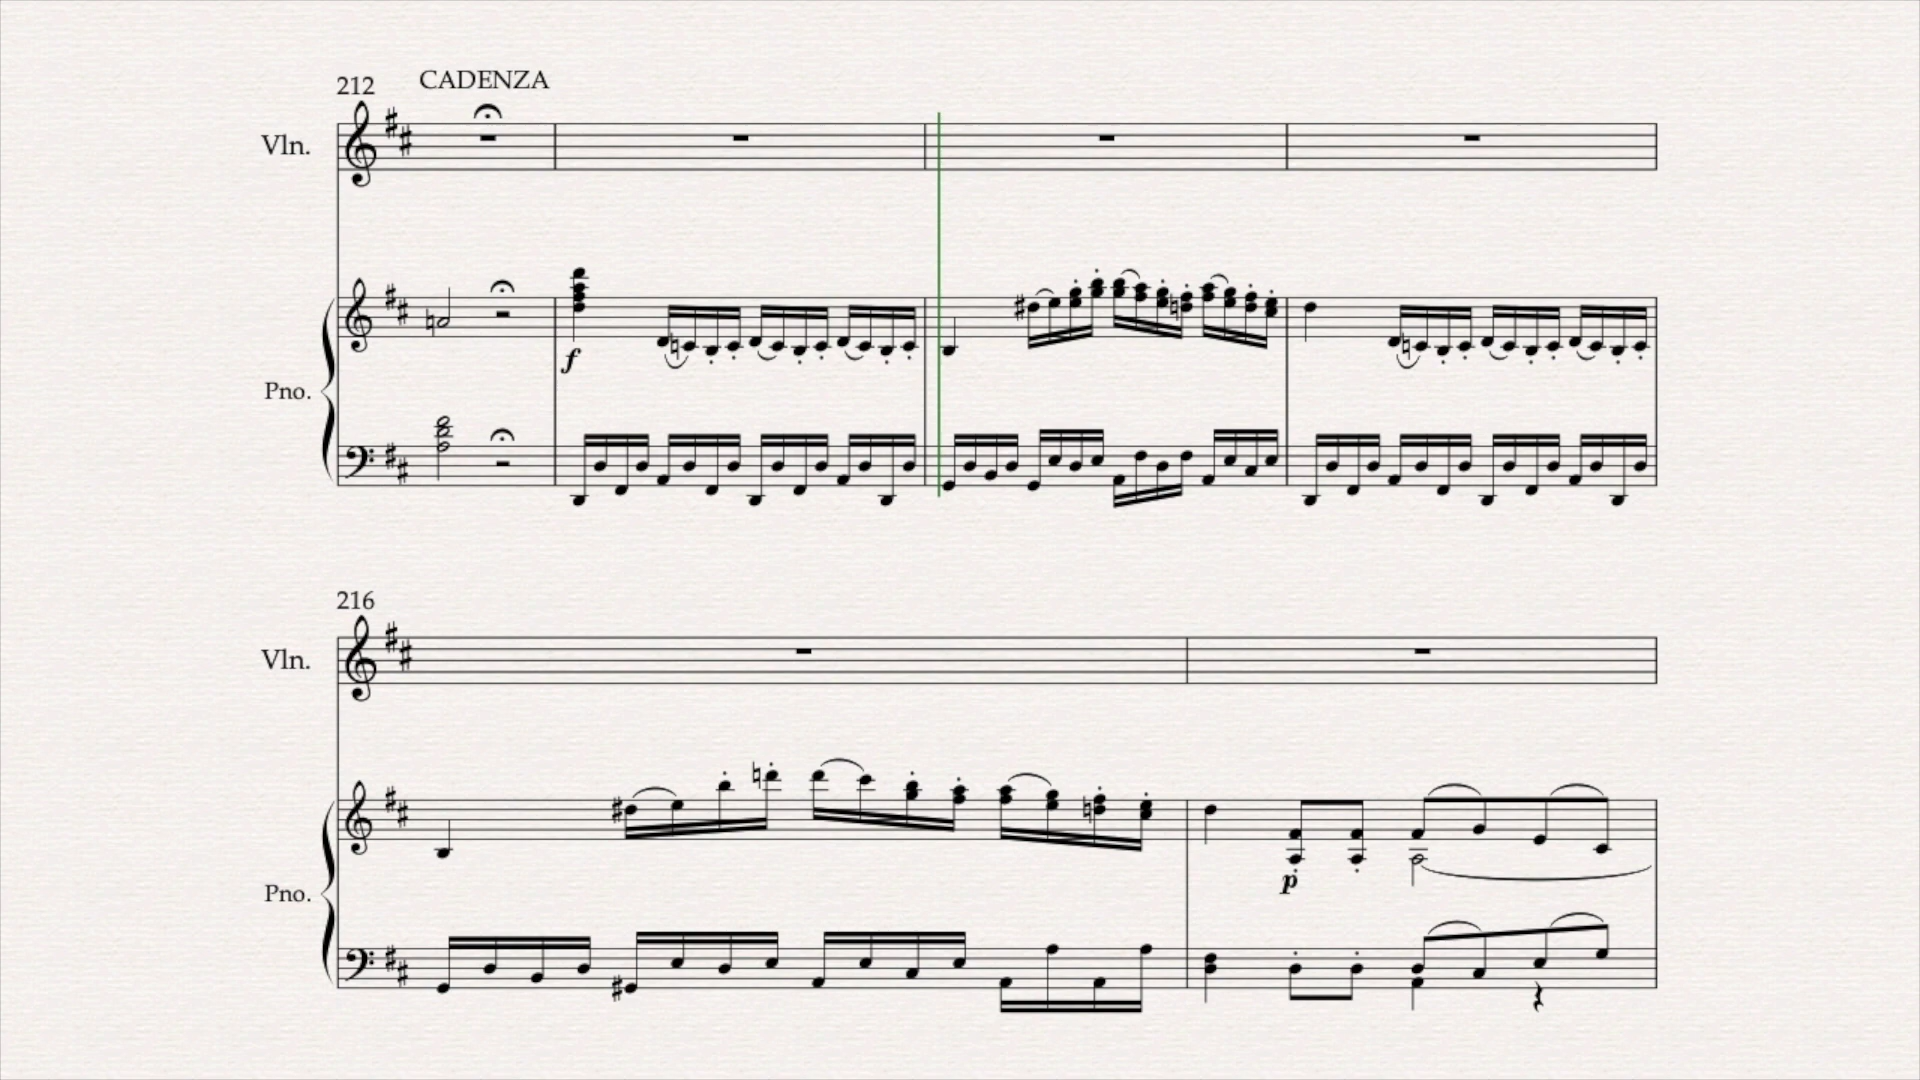 212 CADENZA
Vln.
f
Pno.
216
Vln.
p
Pno.